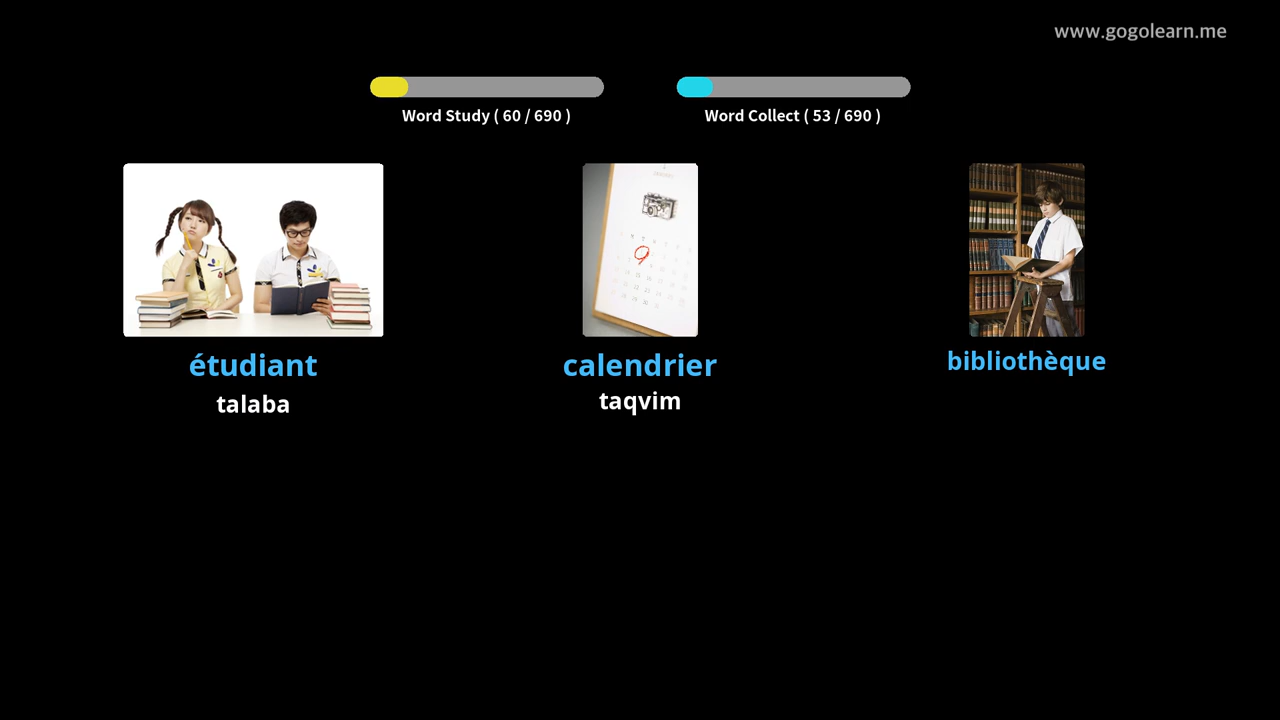 www.gogolearn.me
Word Study ( 60 / 690 )
Word Collect ( 53 / 690 )
étudiant
talaba
calendrier
taqvim
bibliothèque